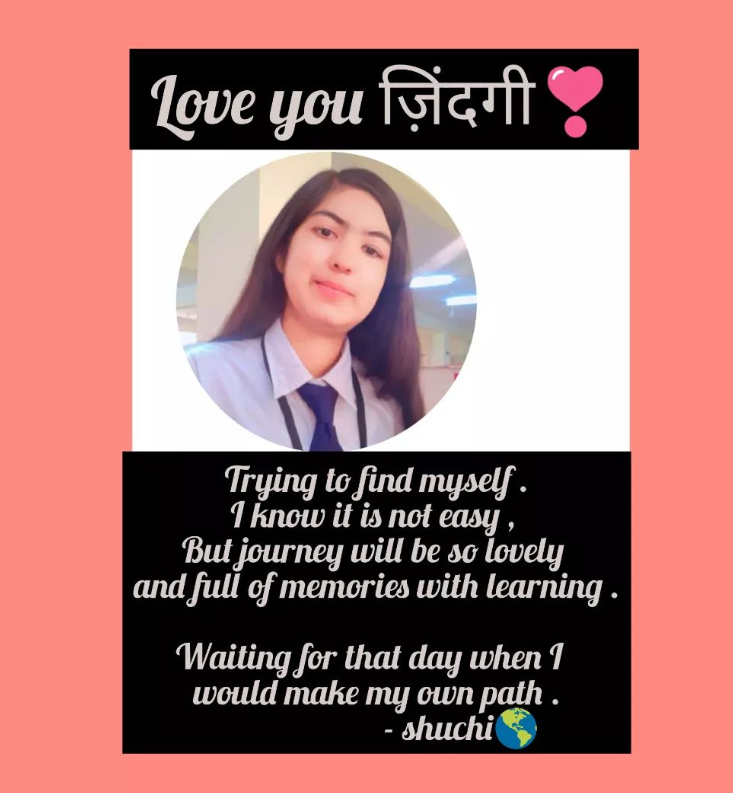 Love you ज़िंदगी❣
Trying to find myself .
I know it is not easy ,
But journey will be so lovely
and full of memories with learning .
Waiting for that day when I
would make my own path .
- shuchi🌎